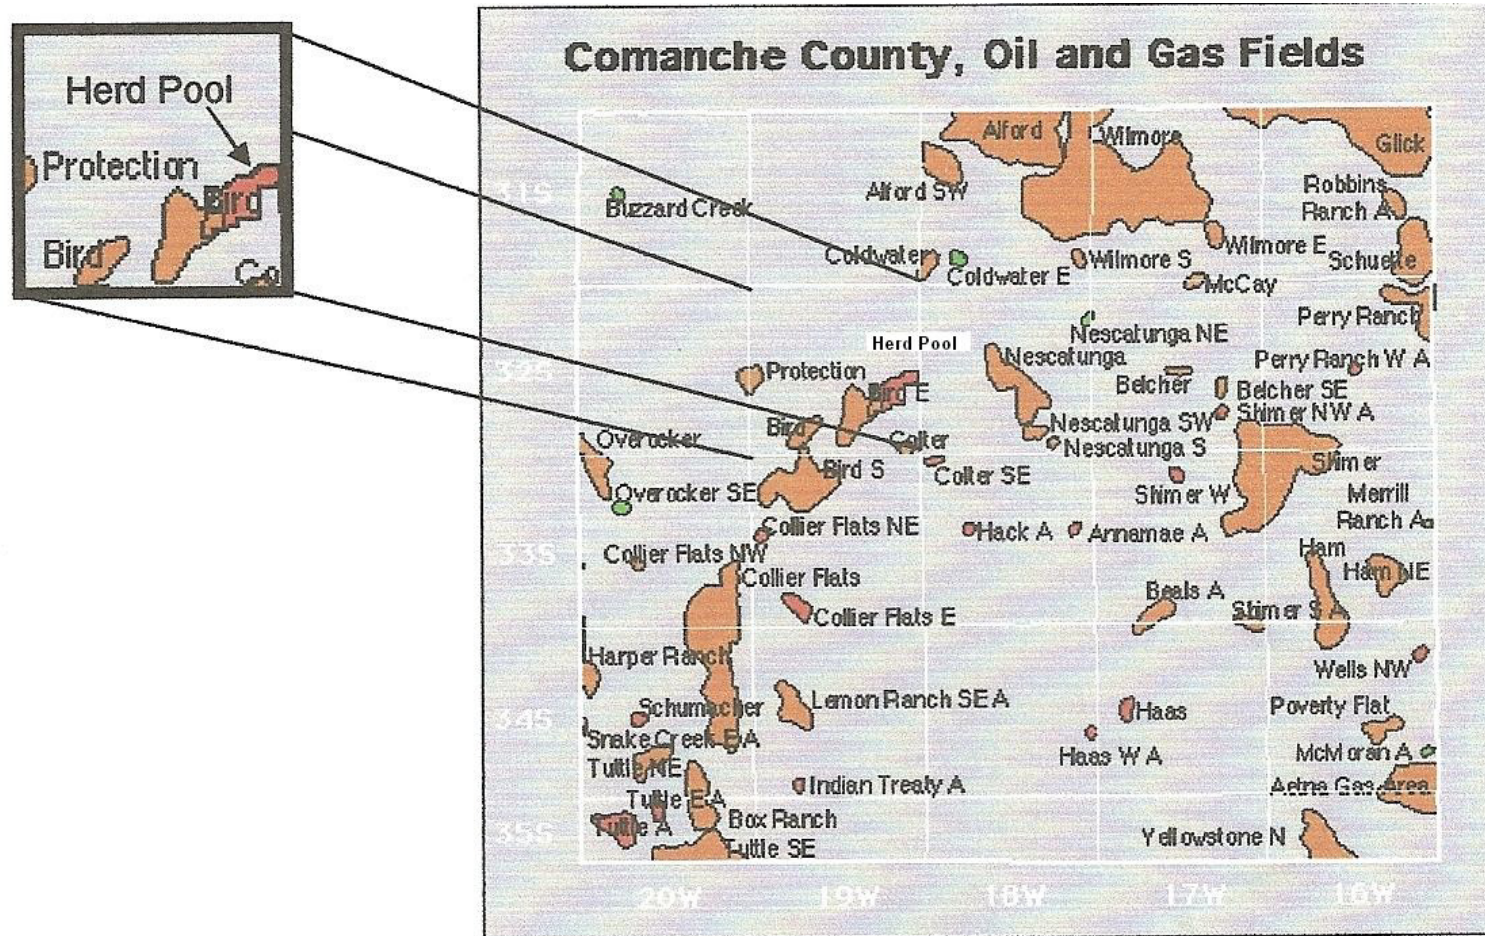 Herd Pool
Protection
Bird
Bird
Co
Comanche County, Oil and Gas Fields
Alford
Wilmore
Glick
31S
Buzzard Creek
Alford SW
Robbins
Ranch A
Coldwater
Coldwater E
Wilmore S
Wilmore E
Schuette
McCay
Nescatunga NE
Perry Ranch
Herd Pool
Nescatunga
Perry Ranch W A
32S
Protection
Bird E
Belcher
Belcher SE
Shimer NW A
Overocker
Bird
Colter
Nescatunga SW
Nescatunga S
Bird S
Colter SE
Shimer
Overocker SE
Shimer W
Merrill
Ranch A
Collier Flats NE
Hack A
Annamae A
33S
Collier Flats NW
Ham
Ham NE
Collier Flats
Beals A
Collier Flats E
Shimer S A
Harper Ranch
Wells NW
Schumacher
Lemon Ranch SE A
Haas
Poverty Flat
34S
Snake Creek E A
Haas W A
McMoran A
Tuttle NE
Indian Treaty A
Aetna Gas Area
Tuttle E A
Box Ranch
35S
Tuttle A
Tuttle SE
Yellowstone N
20W
19W
18W
17W
16W